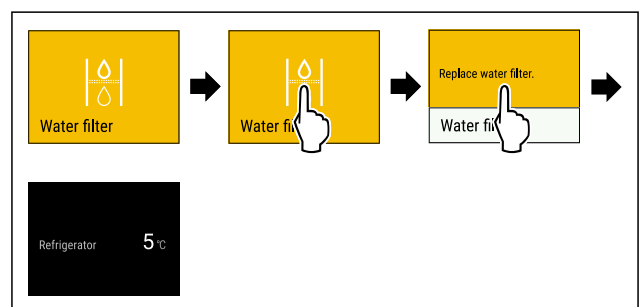 Water filter
Water fi
Replace water filter.
Water fi
Refrigerator 5 °C